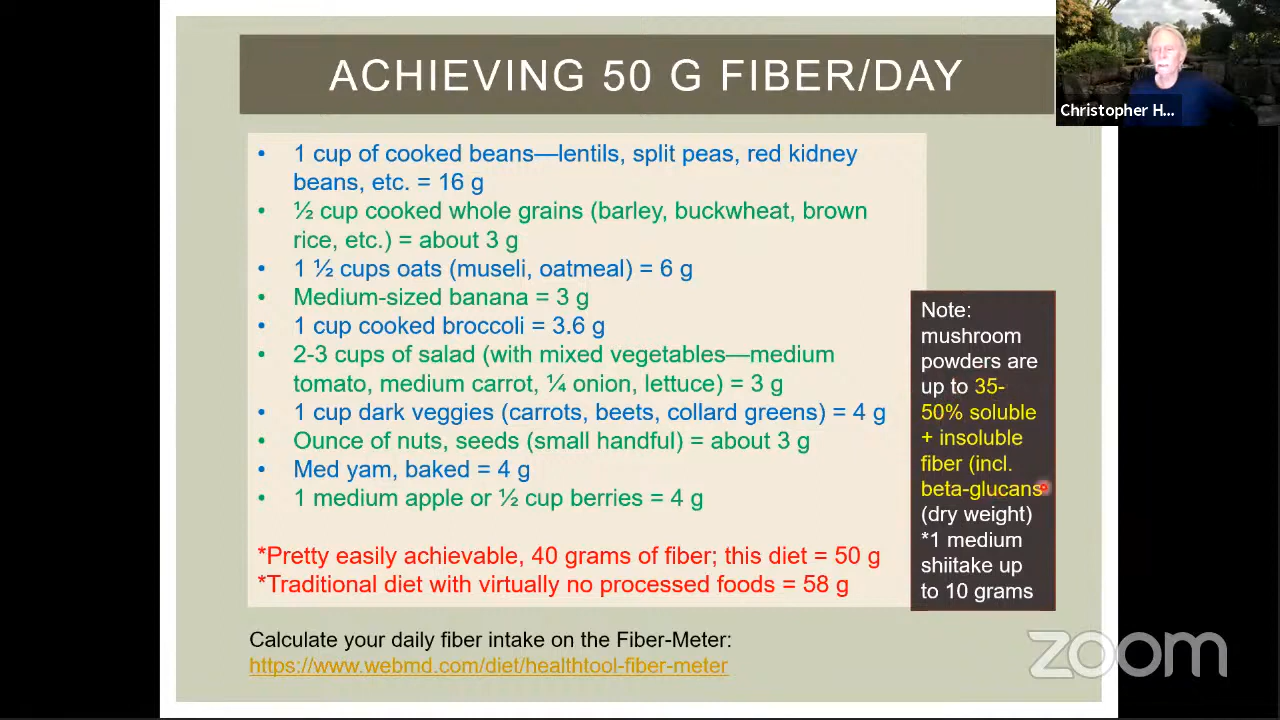 ACHIEVING 50 G FIBER/DAY
Christopher H...
• 1 cup of cooked beans—lentils, split peas, red kidney
beans, etc. = 16 g
• ½ cup cooked whole grains (barley, buckwheat, brown
rice, etc.) = about 3 g
• 1 ½ cups oats (museli, oatmeal) = 6 g
• Medium-sized banana = 3 g
• 1 cup cooked broccoli = 3.6 g
• 2-3 cups of salad (with mixed vegetables—medium
tomato, medium carrot, ¼ onion, lettuce) = 3 g
• 1 cup dark veggies (carrots, beets, collard greens) = 4 g
• Ounce of nuts, seeds (small handful) = about 3 g
• Med yam, baked = 4 g
• 1 medium apple or ½ cup berries = 4 g
*Pretty easily achievable, 40 grams of fiber; this diet = 50 g
*Traditional diet with virtually no processed foods = 58 g
Note:
mushroom
powders are
up to 35-
50% soluble
+ insoluble
fiber (incl.
beta-glucans
(dry weight)
*1 medium
shiitake up
to 10 grams
Calculate your daily fiber intake on the Fiber-Meter:
https://www.webmd.com/diet/healthtool-fiber-meter
zoom